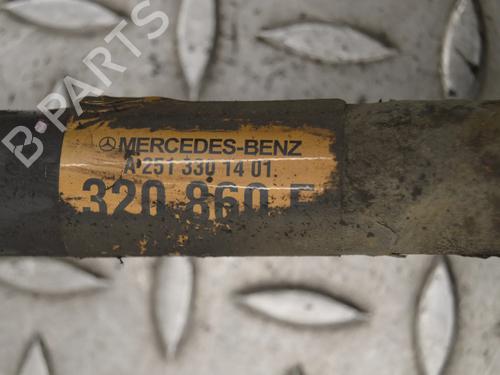 B-PARTS
MERCEDES-BENZ
A 251 330 14 01
320 860 F